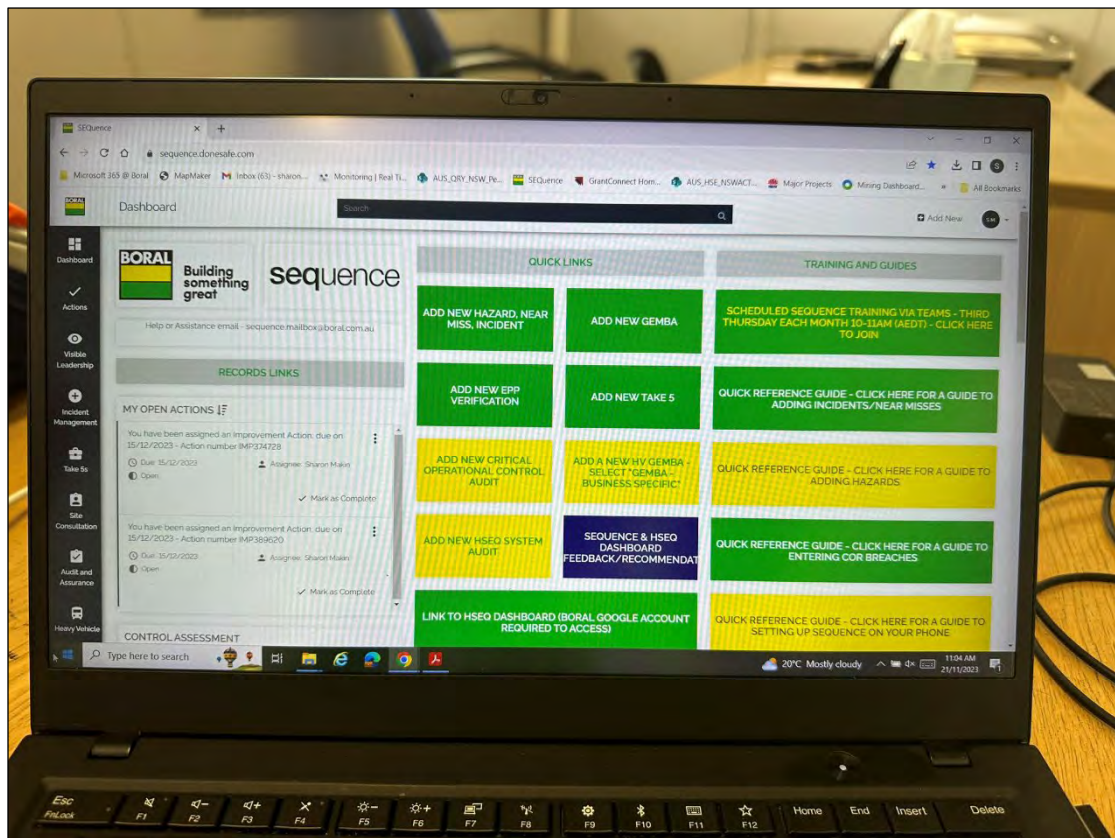 SEQuence
sequence.donesafe.com
Microsoft 365 @ Boral
MapMaker
Inbox (63) - sharon...
Monitoring | Real Ti...
AUS_QRY_NSW_Pe...
SEQuence
GrantConnect Hom...
AUS_HSE_NSWACT...
Major Projects
Mining Dashboard...
»
All Bookmarks
BORAL
Dashboard
Search
Add New
SM
Dashboard
Actions
Visible
Leadership
Incident
Management
Take 5s
Site
Consultation
Audit and
Assurance
Heavy Vehicle
BORAL
Building
something
great
sequence
Help or Assistance email - sequence.mailbox@boral.com.au
RECORDS LINKS
MY OPEN ACTIONS
You have been assigned an Improvement Action, due on
15/12/2023 - Action number IMP374728
Due: 15/12/2023
Assignee: Sharon Makin
Open
Mark as Complete
You have been assigned an Improvement Action, due on
15/12/2023 - Action number IMP389620
Due: 15/12/2023
Assignee: Sharon Makin
Open
Mark as Complete
CONTROL ASSESSMENT
QUICK LINKS
ADD NEW HAZARD, NEAR
MISS, INCIDENT
ADD NEW GEMBA
ADD NEW EPP
VERIFICATION
ADD NEW TAKE 5
ADD NEW CRITICAL
OPERATIONAL CONTROL
AUDIT
ADD A NEW HV GEMBA -
SELECT "GEMBA -
BUSINESS SPECIFIC"
ADD NEW HSEQ SYSTEM
AUDIT
SEQUENCE & HSEQ
DASHBOARD
FEEDBACK/RECOMMENDAT
LINK TO HSEQ DASHBOARD (BORAL GOOGLE ACCOUNT
REQUIRED TO ACCESS)
TRAINING AND GUIDES
SCHEDULED SEQUENCE TRAINING VIA TEAMS - THIRD
THURSDAY EACH MONTH 10-11AM (AEDT) - CLICK HERE
TO JOIN
QUICK REFERENCE GUIDE - CLICK HERE FOR A GUIDE TO
ADDING INCIDENTS/NEAR MISSES
QUICK REFERENCE GUIDE - CLICK HERE FOR A GUIDE TO
ADDING HAZARDS
QUICK REFERENCE GUIDE - CLICK HERE FOR A GUIDE TO
ENTERING COR BREACHES
QUICK REFERENCE GUIDE - CLICK HERE FOR A GUIDE TO
SETTING UP SEQUENCE ON YOUR PHONE
Type here to search
20°C Mostly cloudy
11:04 AM
21/11/2023
Esc
FnLock
F1
F2
F3
F4
F5
F6
F7
F8
F9
F10
F11
F12
Home
End
Insert
Delete